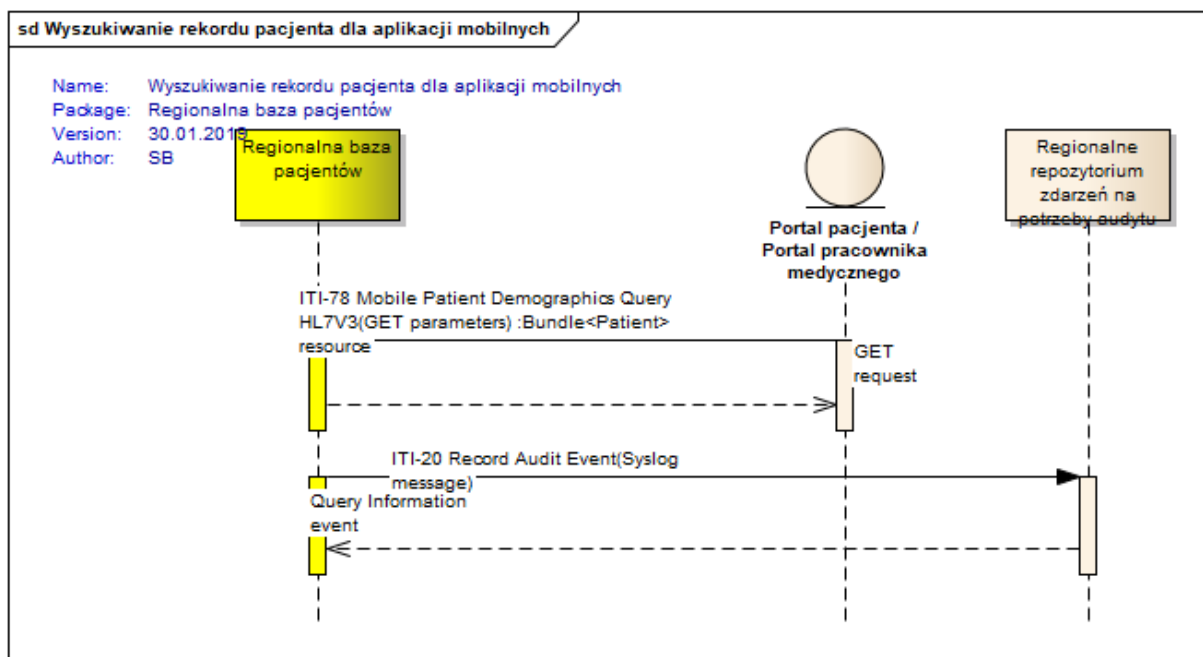 sd Wyszukiwanie rekordu pacjenta dla aplikacji mobilnych
Name: Wyszukiwanie rekordu pacjenta dla aplikacji mobilnych
Package: Regionalna baza pacjentów
Version: 30.01.2019
Author: SB
Regionalna baza
pacjentów
Portal pacjenta /
Portal pracownika
medycznego
Regionalne
repozytorium
zdarzeń na
potrzeby audytu
ITI-78 Mobile Patient Demographics Query
HL7V3(GET parameters) :Bundle<Patient>
resource
GET
request
ITI-20 Record Audit Event(Syslog
message)
Query Information
event